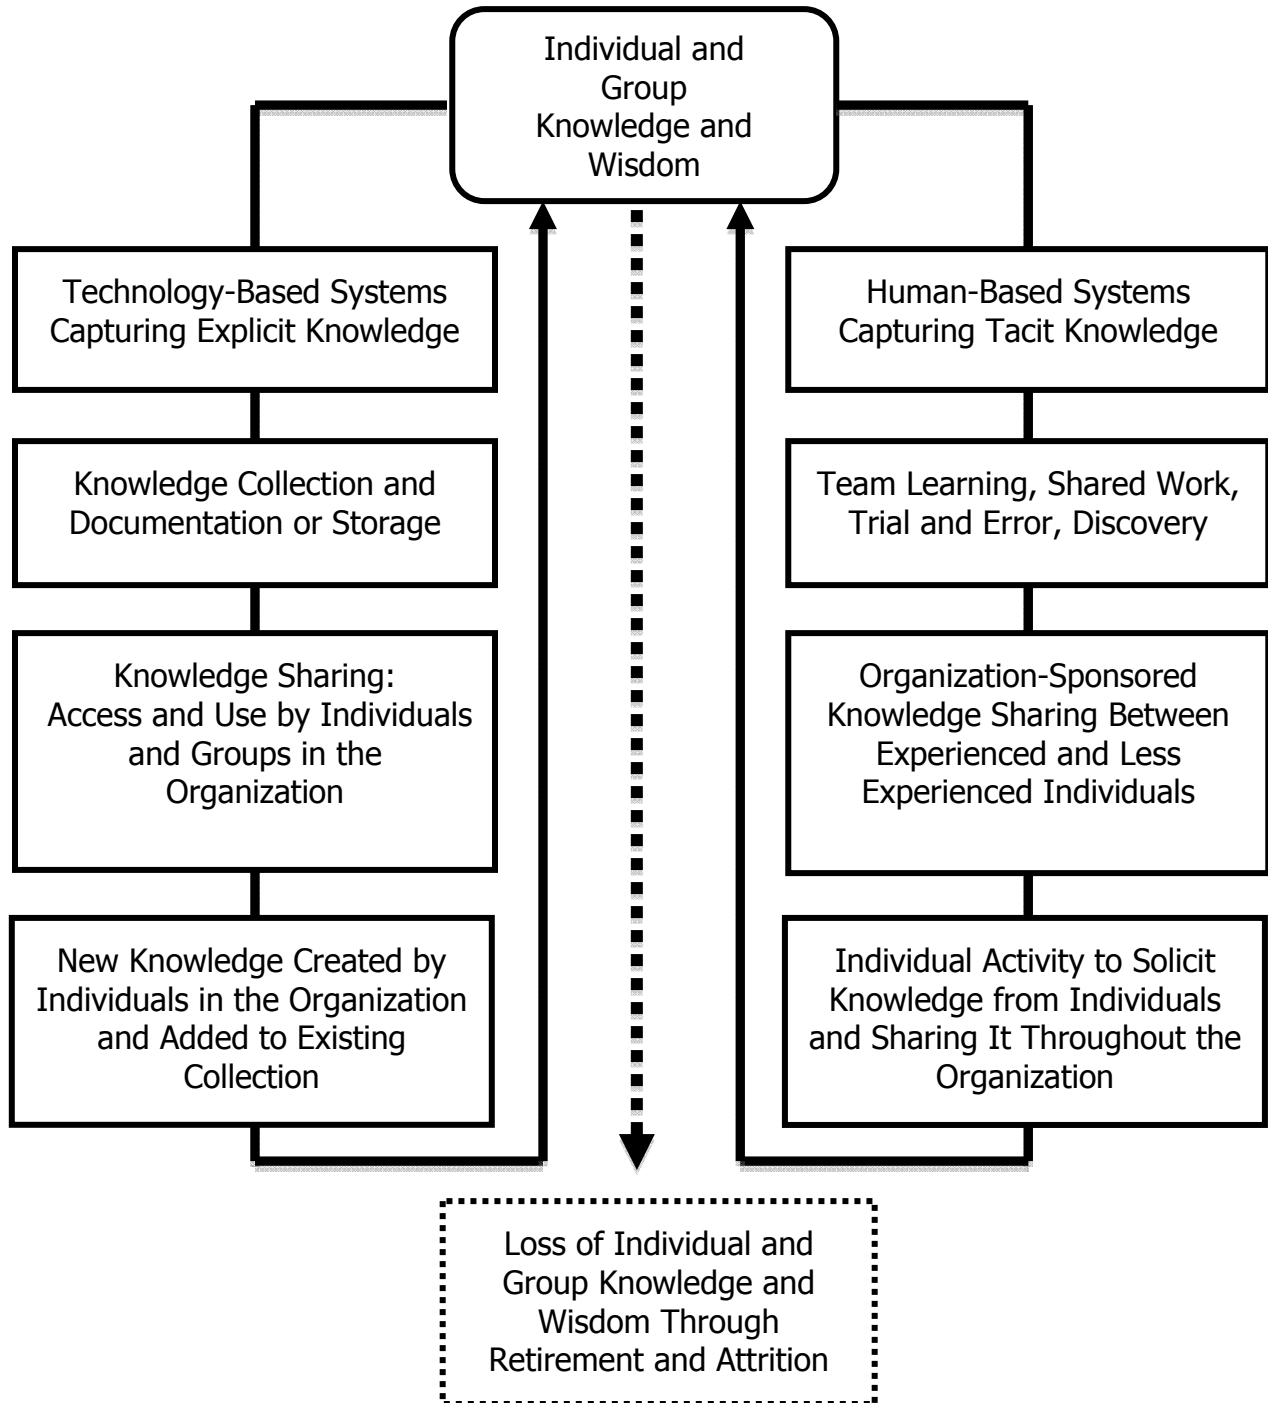 Individual and
Group
Knowledge and
Wisdom
Technology-Based Systems
Capturing Explicit Knowledge
Knowledge Collection and
Documentation or Storage
Knowledge Sharing:
Access and Use by Individuals
and Groups in the
Organization
New Knowledge Created by
Individuals in the Organization
and Added to Existing
Collection
Human-Based Systems
Capturing Tacit Knowledge
Team Learning, Shared Work,
Trial and Error, Discovery
Organization-Sponsored
Knowledge Sharing Between
Experienced and Less
Experienced Individuals
Individual Activity to Solicit
Knowledge from Individuals
and Sharing It Throughout the
Organization
Loss of Individual and
Group Knowledge and
Wisdom Through
Retirement and Attrition